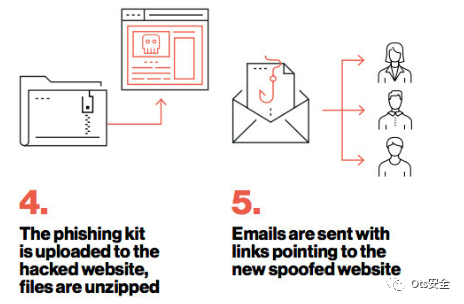 4.
The phishing kit
is uploaded to the
hacked website,
files are unzipped
5.
Emails are sent with
links pointing to the
new spoofed website
Ots安全